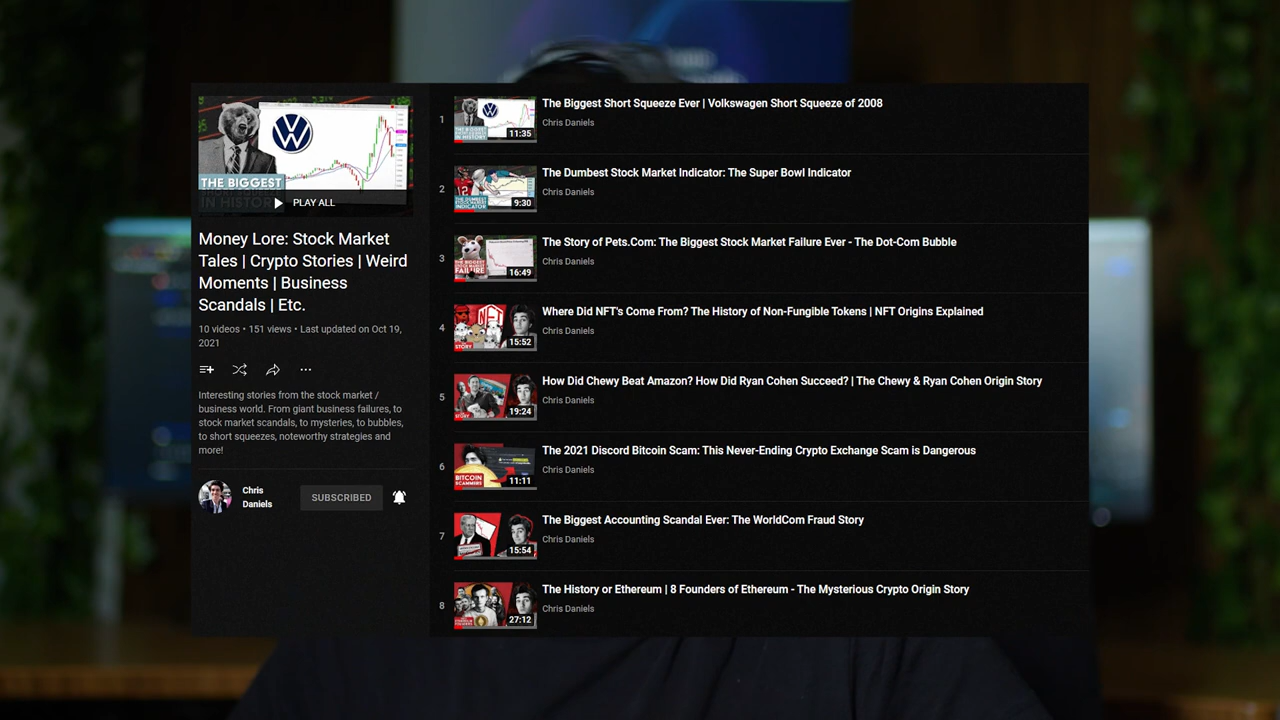 THE BIGGEST
IN HISTORY
PLAY ALL
Money Lore: Stock Market
Tales | Crypto Stories | Weird
Moments | Business
Scandals | Etc.
10 videos • 151 views • Last updated on Oct 19,
2021
Interesting stories from the stock market /
business world. From giant business failures, to
stock market scandals, to mysteries, to bubbles,
to short squeezes, noteworthy strategies and
more!
Chris
Daniels
SUBSCRIBED
1
11:35
The Biggest Short Squeeze Ever | Volkswagen Short Squeeze of 2008
Chris Daniels
2
9:30
The Dumbest Stock Market Indicator: The Super Bowl Indicator
Chris Daniels
3
16:49
The Story of Pets.Com: The Biggest Stock Market Failure Ever - The Dot-Com Bubble
Chris Daniels
4
NFT
STORY
15:52
Where Did NFT's Come From? The History of Non-Fungible Tokens | NFT Origins Explained
Chris Daniels
5
STORY
19:24
How Did Chewy Beat Amazon? How Did Ryan Cohen Succeed? | The Chewy & Ryan Cohen Origin Story
Chris Daniels
6
BITCOIN
SCAMMERS
11:11
The 2021 Discord Bitcoin Scam: This Never-Ending Crypto Exchange Scam is Dangerous
Chris Daniels
7
15:54
The Biggest Accounting Scandal Ever: The WorldCom Fraud Story
Chris Daniels
8
27:12
The History or Ethereum | 8 Founders of Ethereum - The Mysterious Crypto Origin Story
Chris Daniels